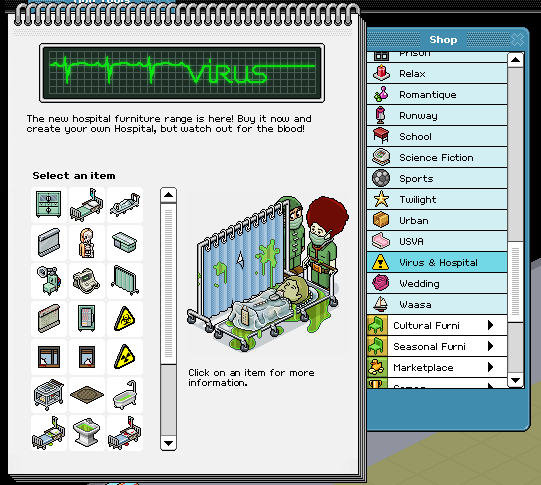 VIRUS
The new hospital furniture range is here! Buy it now and
create your own Hospital, but watch out for the blood!
Select an item
Click on an item for more
information.
Shop
Prison
Relax
Romantique
Runway
School
Science Fiction
Sports
Twilight
Urban
USVA
Virus & Hospital
Wedding
Waasa
Cultural Furni
Seasonal Furni
Marketplace